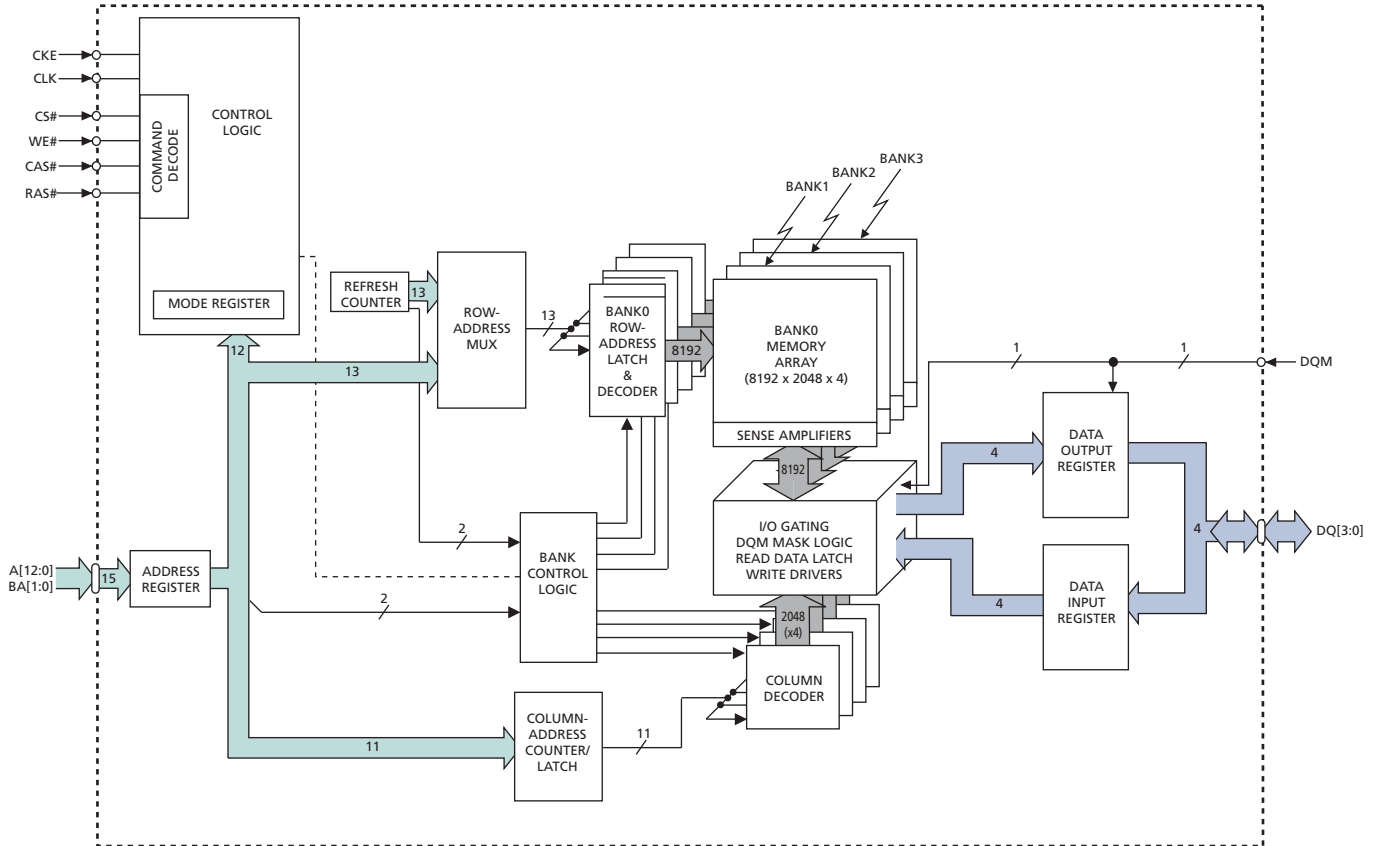 CKE
CLK
CS#
WE#
CAS#
RAS#
COMMAND
DECODE
CONTROL
LOGIC
MODE REGISTER
BANK1
BANK2
BANK3
REFRESH
COUNTER
13
ROW-
ADDRESS
MUX
13
BANK0
ROW-
ADDRESS
LATCH
&
DECODER
8192
BANK0
MEMORY
ARRAY
(8192 x 2048 x 4)
SENSE AMPLIFIERS
12
13
1
1
DQM
8192
4
DATA
OUTPUT
REGISTER
I/O GATING
DQM MASK LOGIC
READ DATA LATCH
WRITE DRIVERS
4
DQ[3:0]
2
BANK
CONTROL
LOGIC
A[12:0]
BA[1:0]
15
ADDRESS
REGISTER
2
4
DATA
INPUT
REGISTER
2048
(x4)
COLUMN
DECODER
11
COLUMN-
ADDRESS
COUNTER/
LATCH
11